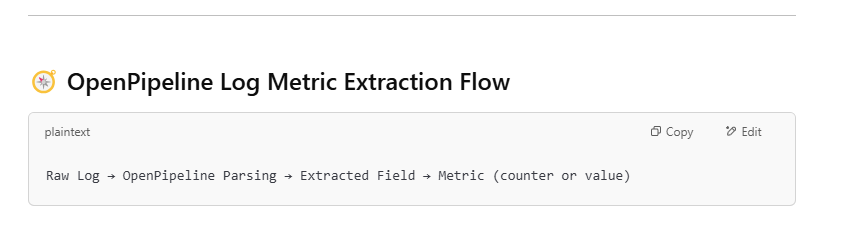 OpenPipeline Log Metric Extraction Flow
plaintext Copy Edit
Raw Log → OpenPipeline Parsing → Extracted Field → Metric (counter or value)